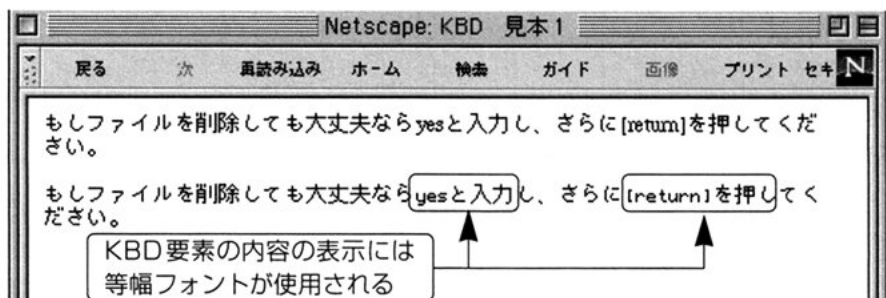 Netscape: KBD 見本1
戻る 次 再読み込み ホーム 検索 ガイド 画像 プリント セキ N
もしファイルを削除しても大丈夫ならyesと入力し、さらに[return]を押してくだ
さい。
もしファイルを削除しても大丈夫ならyesと入力し、さらに[return]を押してく
ださい。
KBD要素の内容の表示には
等幅フォントが使用される